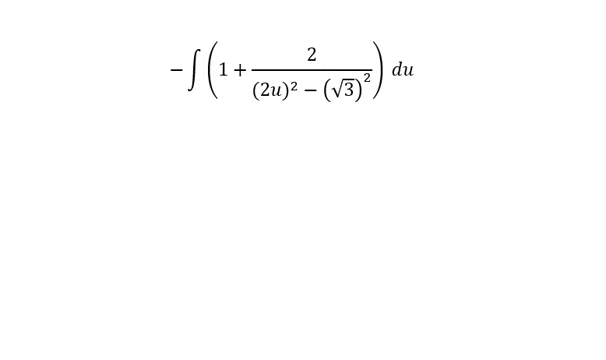 −∫(1 + 2/((2u)² − (√3)²)) du